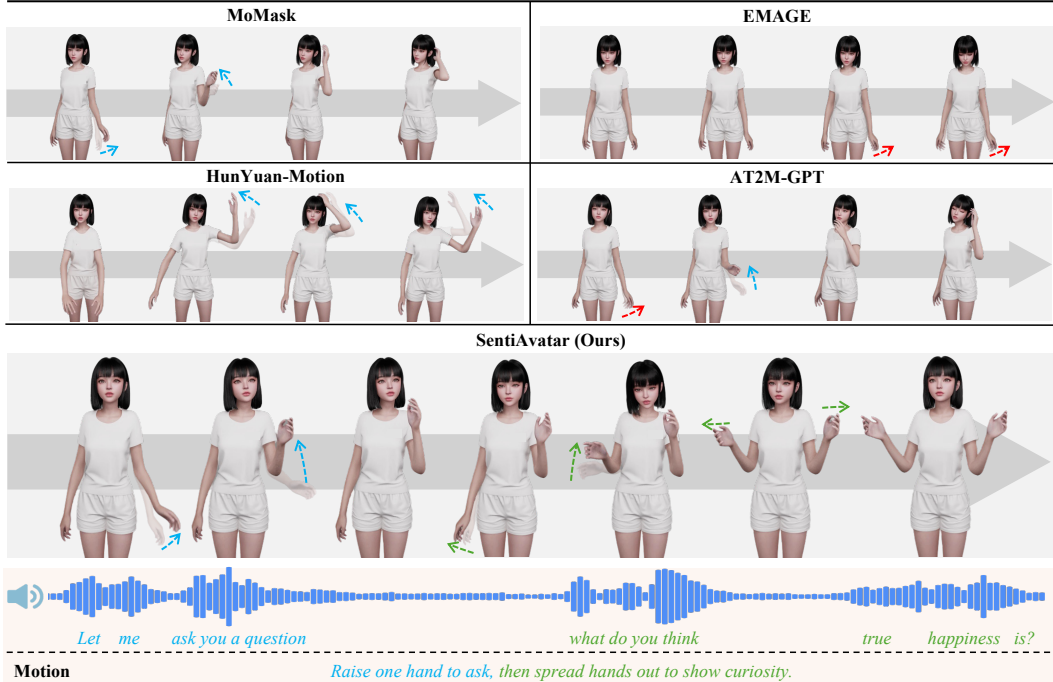 MoMask
EMAGE
HunYuan-Motion
AT2M-GPT
SentiAvatar (Ours)
Let me ask you a question what do you think true happiness is?
Motion Raise one hand to ask, then spread hands out to show curiosity.